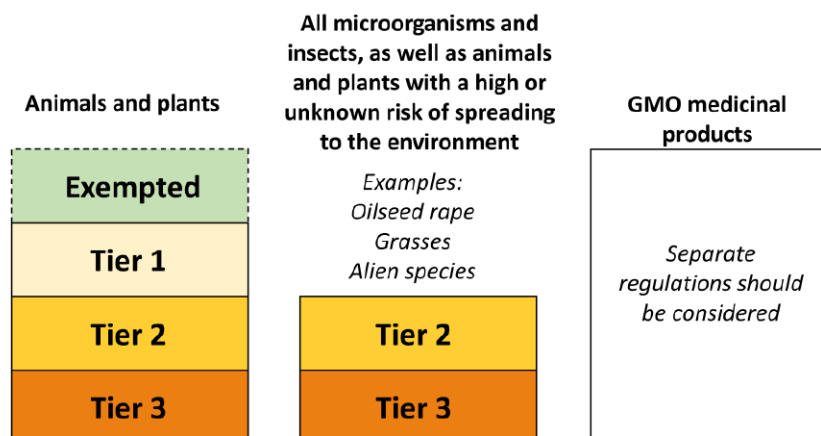 Animals and plants
Exempted
Tier 1
Tier 2
Tier 3
All microorganisms and
insects, as well as animals
and plants with a high or
unknown risk of spreading
to the environment
Examples:
Oilseed rape
Grasses
Alien species
Tier 2
Tier 3
GMO medicinal
products
Separate
regulations should
be considered